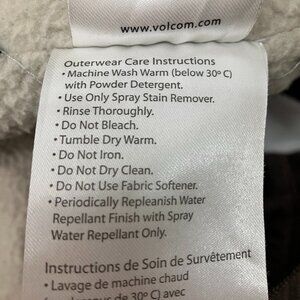 www.volcom.com
Outerwear Care Instructions
• Machine Wash Warm (below 30º C)
with Powder Detergent.
• Use Only Spray Stain Remover.
• Rinse Thoroughly.
• Do Not Bleach.
• Tumble Dry Warm.
• Do Not Iron.
• Do Not Dry Clean.
• Do Not Use Fabric Softener.
• Periodically Repleanish Water
Repellant Finish with Spray
Water Repellant Only.
Instructions de Soin de Survêtement
• Lavage de machine chaud
de 30º C) avec